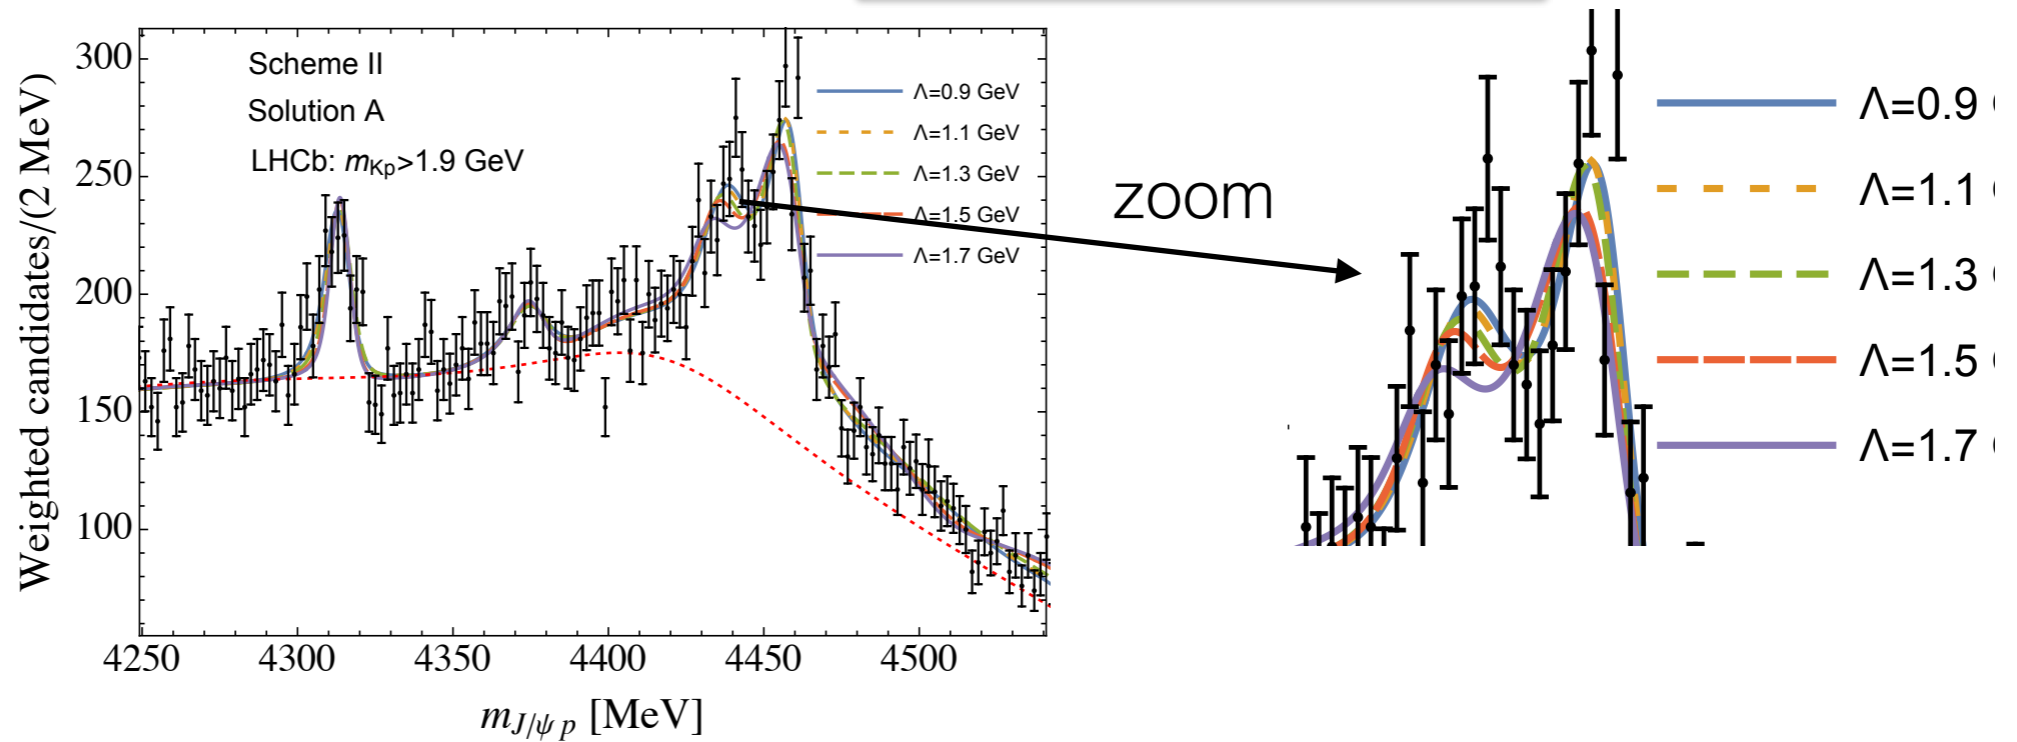 Weighted candidates/(2 MeV)
300
250
200
150
100
Scheme II
Solution A
LHCb: mKp>1.9 GeV
Λ=0.9 GeV
Λ=1.1 GeV
Λ=1.3 GeV
Λ=1.5 GeV
Λ=1.7 GeV
4250 4300 4350 4400 4450 4500
mJ/ψ p [MeV]
zoom
Λ=0.9
Λ=1.1
Λ=1.3
Λ=1.5
Λ=1.7